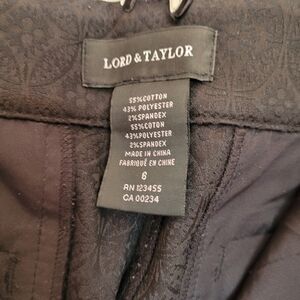 LORD & TAYLOR
55%COTTON
43% POLYESTER
2%SPANDEX
55%COTON
43%POLYESTER
2%SPANDEX
MADE IN CHINA
FABRIQUÉ EN CHINE
6
RN 123455
CA 00234